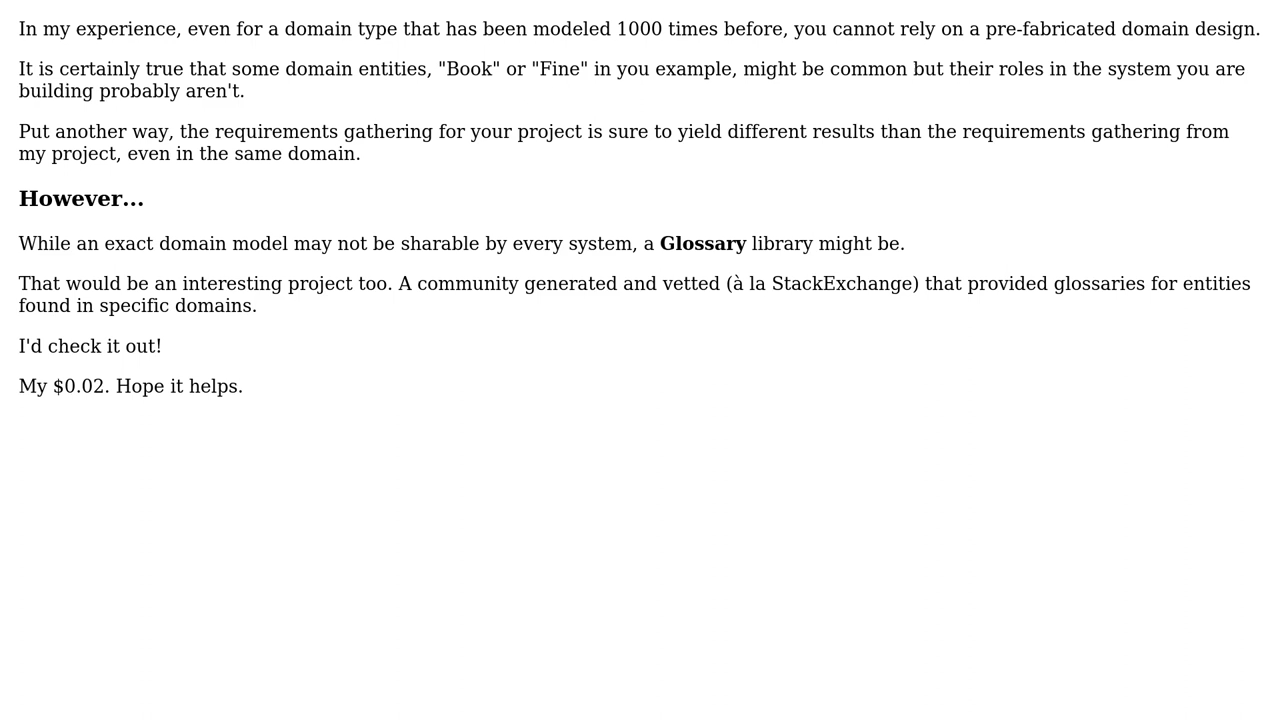 In my experience, even for a domain type that has been modeled 1000 times before, you cannot rely on a pre-fabricated domain design.
It is certainly true that some domain entities, "Book" or "Fine" in you example, might be common but their roles in the system you are
building probably aren't.
Put another way, the requirements gathering for your project is sure to yield different results than the requirements gathering from
my project, even in the same domain.
However...
While an exact domain model may not be sharable by every system, a Glossary library might be.
That would be an interesting project too. A community generated and vetted (à la StackExchange) that provided glossaries for entities
found in specific domains.
I'd check it out!
My $0.02. Hope it helps.